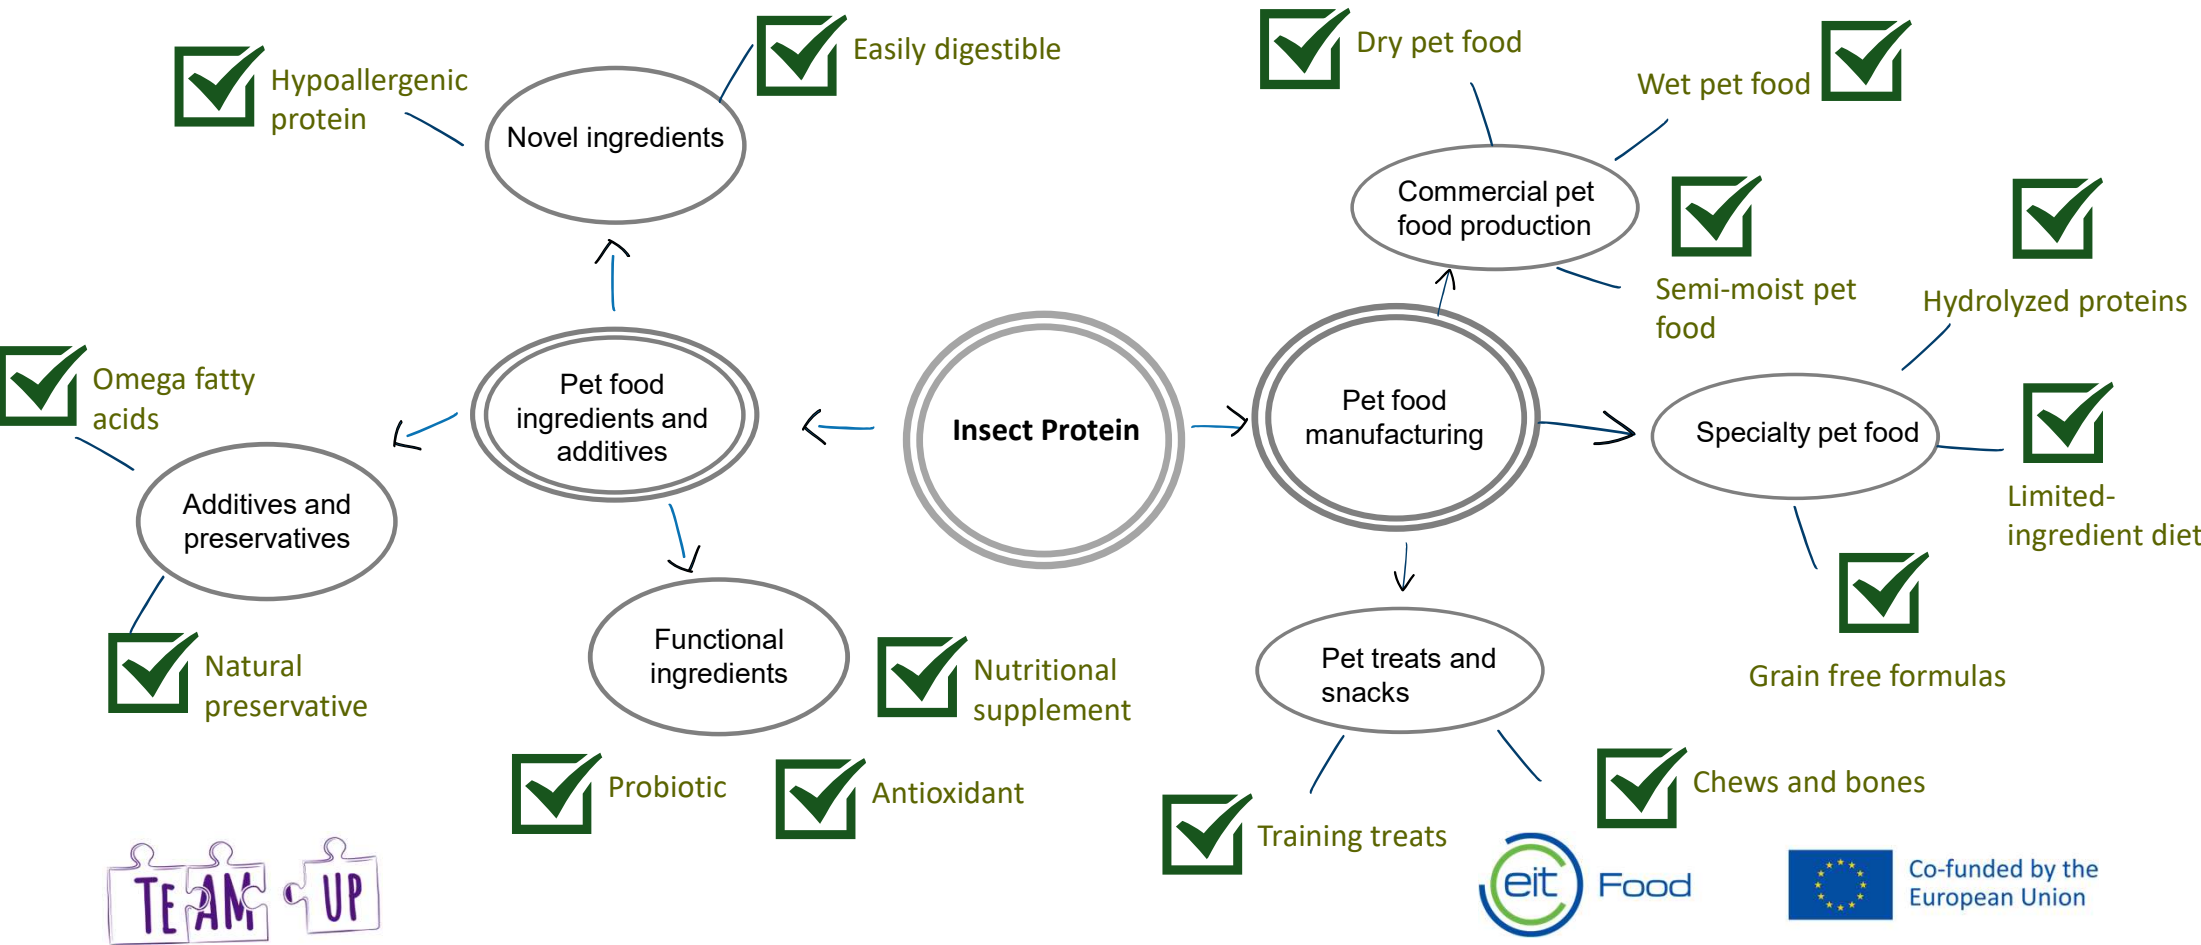 Easily digestible
Hypoallergenic
protein
Novel ingredients
Dry pet food
Wet pet food
Commercial pet
food production
Semi-moist pet
food
Hydrolyzed proteins
Omega fatty
acids
Pet food
ingredients and
additives
Insect Protein
Pet food
manufacturing
Specialty pet food
Limited-
ingredient diet
Additives and
preservatives
Natural
preservative
Functional
ingredients
Nutritional
supplement
Probiotic
Antioxidant
Pet treats and
snacks
Grain free formulas
Training treats
Chews and bones
TEAM UP
eit Food
Co-funded by the
European Union